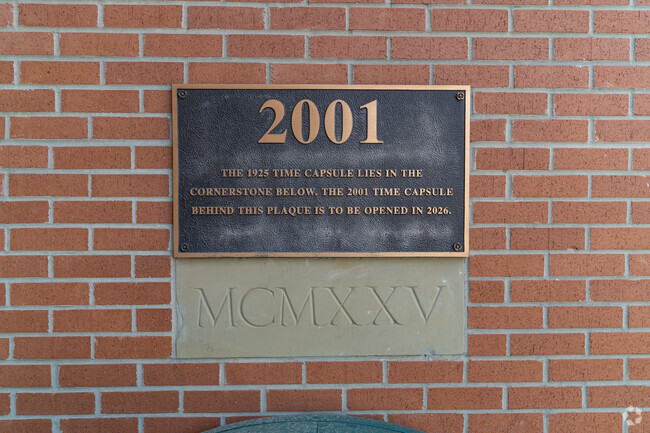 2001
THE 1925 TIME CAPSULE LIES IN THE
CORNERSTONE BELOW. THE 2001 TIME CAPSULE
BEHIND THIS PLAQUE IS TO BE OPENED IN 2026.
MCMXXV